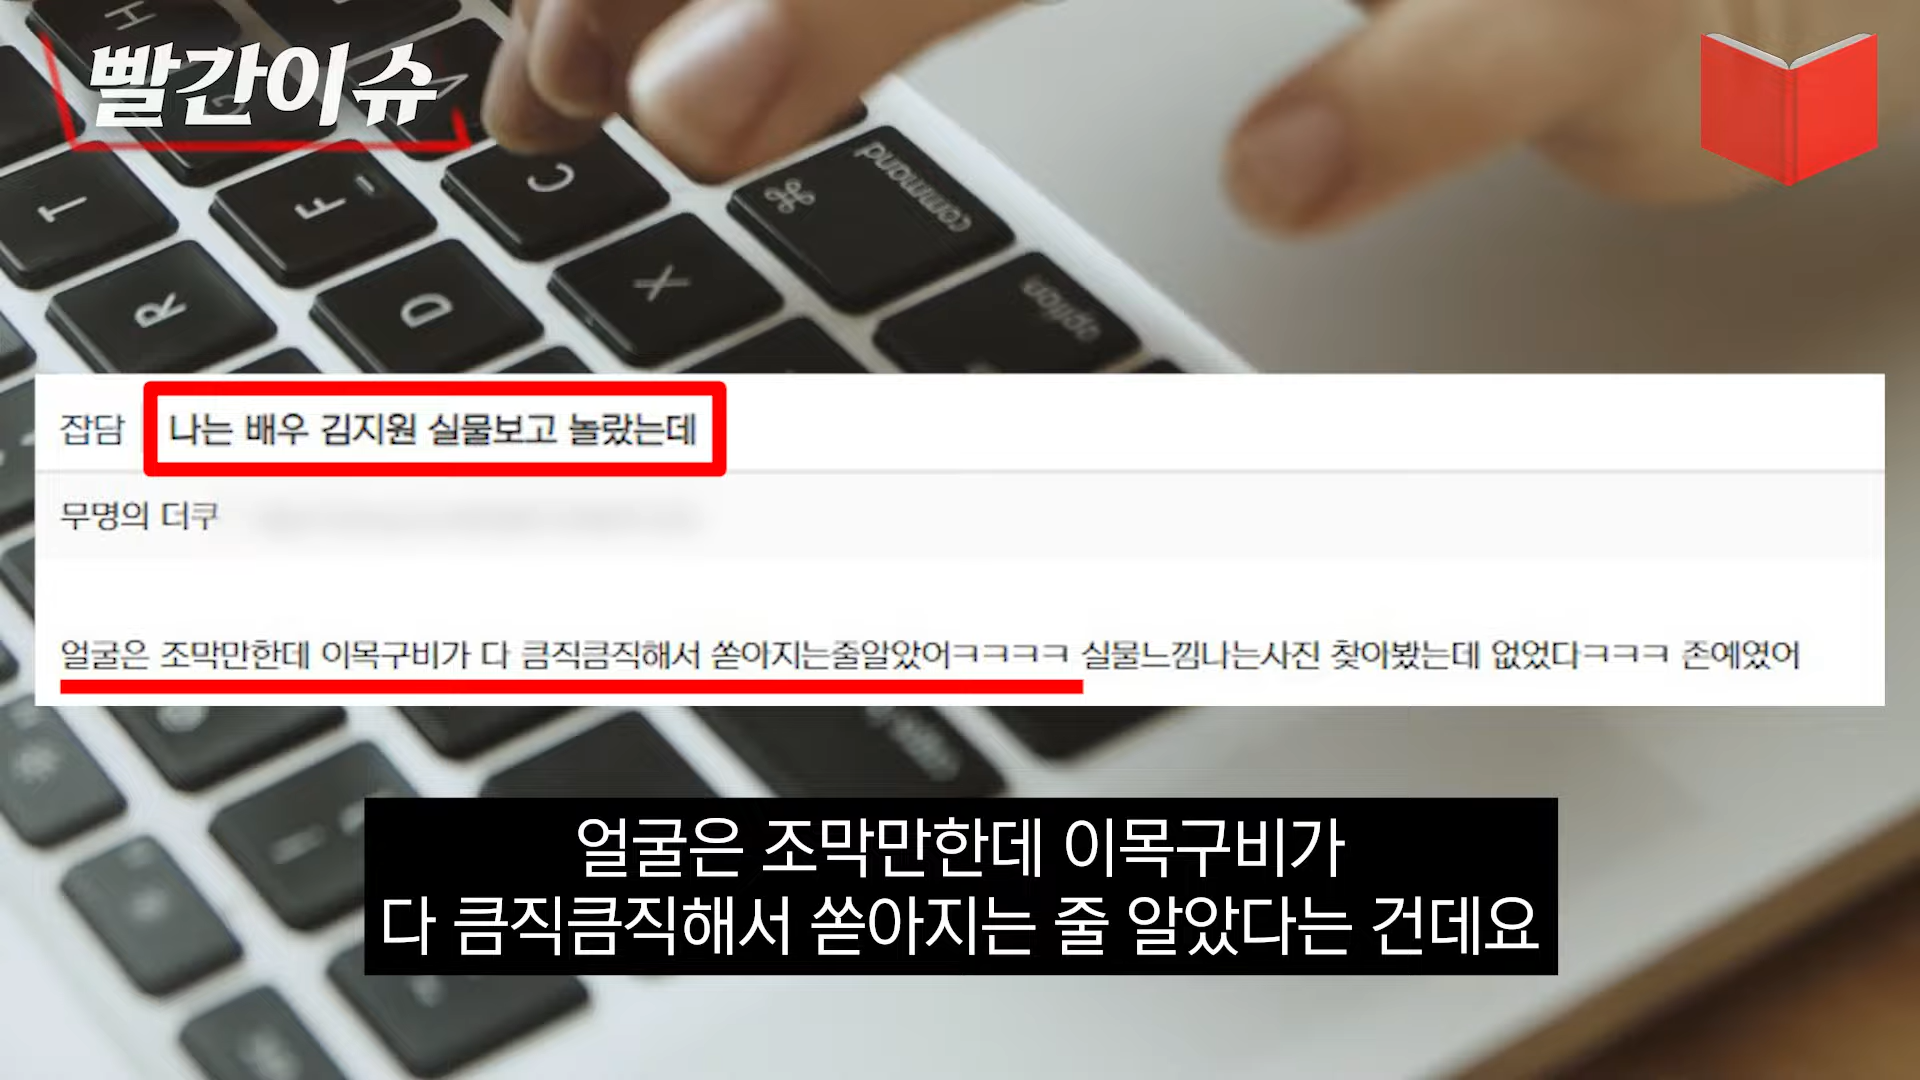 빨간이슈
H
C
T
F
R
D
X
⌘
command
option
잡담 나는 배우 김지원 실물보고 놀랐는데
무명의 더쿠
얼굴은 조막만한데 이목구비가 다 큼직큼직해서 쏟아지는줄알았어ㅋㅋㅋㅋ 실물느낌나는사진 찾아봤는데 없었다ㅋㅋㅋ 존예였어
얼굴은 조막만한데 이목구비가
다 큼직큼직해서 쏟아지는 줄 알았다는 건데요